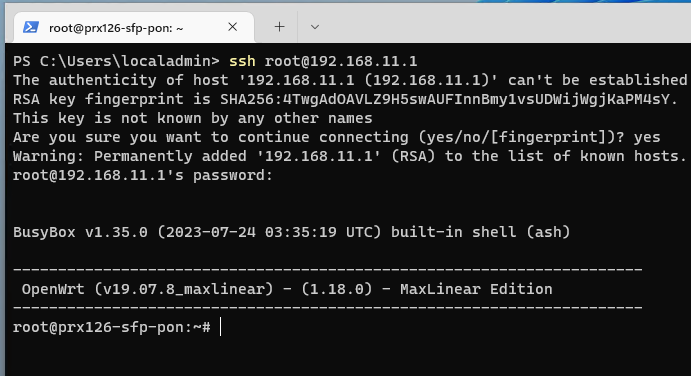 root@prx126-sfp-pon: ~
PS C:\Users\localadmin> ssh root@192.168.11.1
The authenticity of host '192.168.11.1 (192.168.11.1)' can't be established
RSA key fingerprint is SHA256:4TwgAdOAVLZ9H5swAUFInnBmy1vsUDWijWgjKaPM4sY.
This key is not known by any other names
Are you sure you want to continue connecting (yes/no/[fingerprint])? yes
Warning: Permanently added '192.168.11.1' (RSA) to the list of known hosts.
root@192.168.11.1's password:
BusyBox v1.35.0 (2023-07-24 03:35:19 UTC) built-in shell (ash)
-----------------------------------------------------------------------
OpenWrt (v19.07.8_maxlinear) - (1.18.0) - MaxLinear Edition
-----------------------------------------------------------------------
root@prx126-sfp-pon:~#